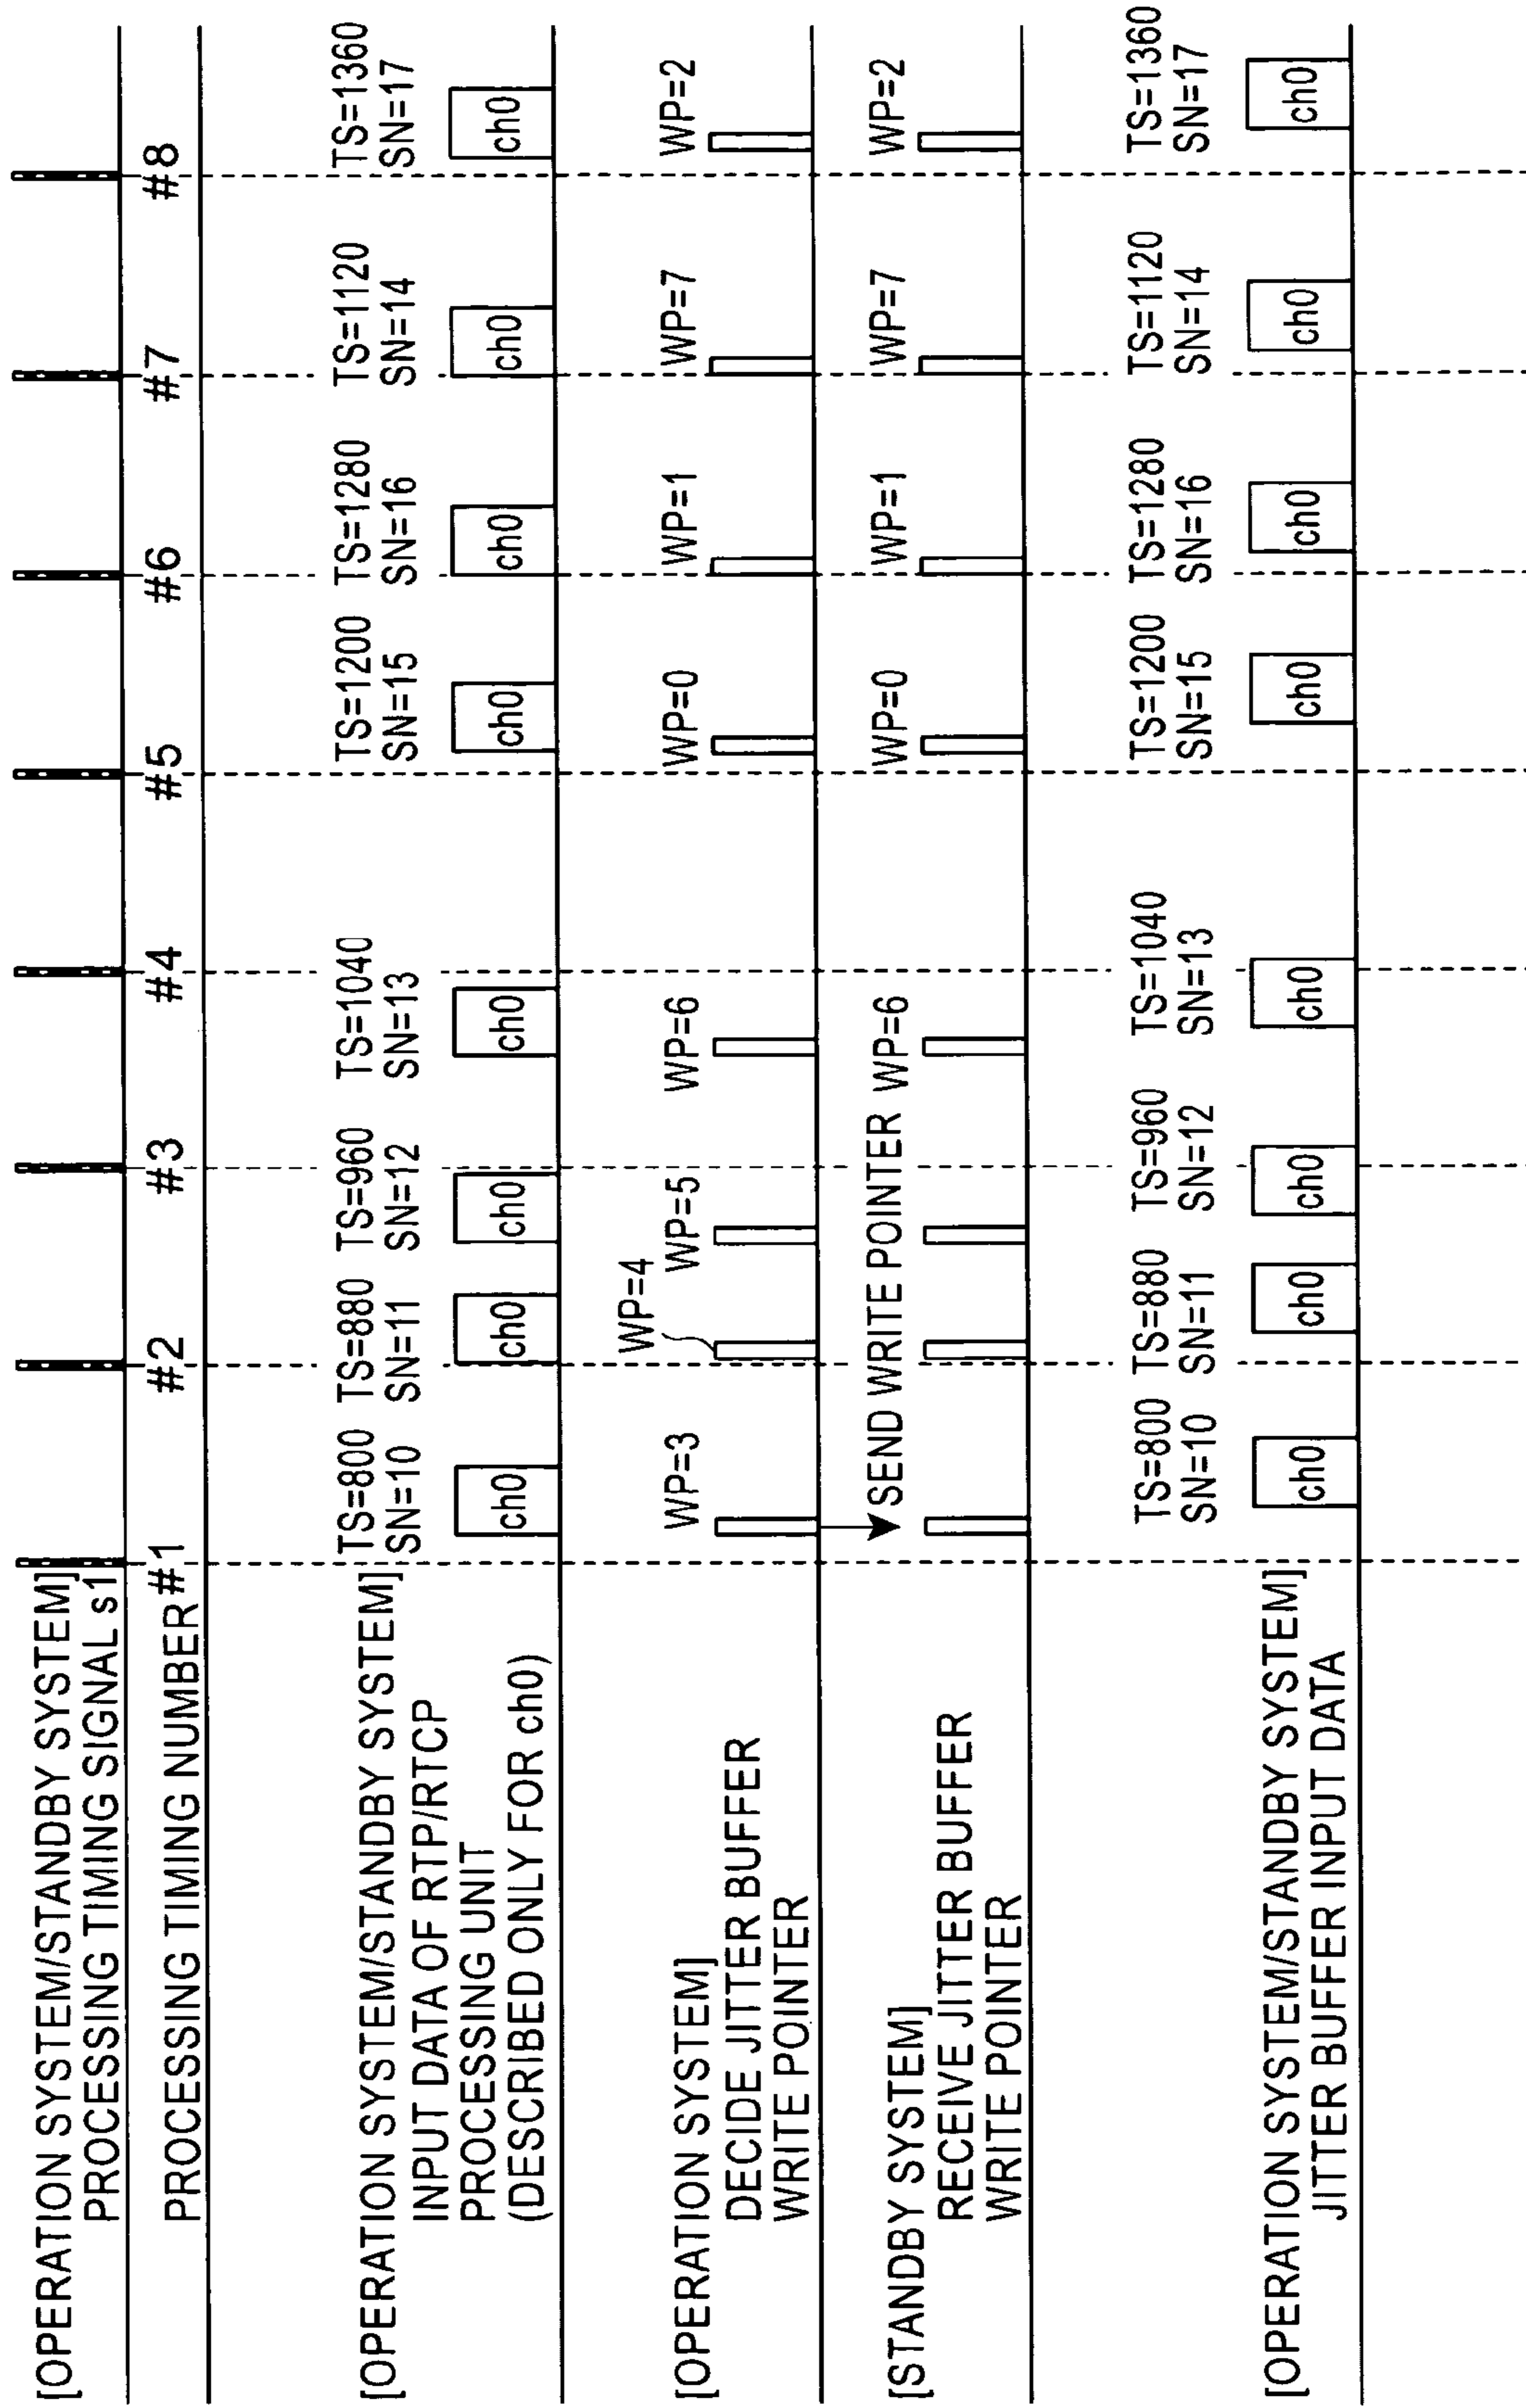 [OPERATION SYSTEM/STANDBY SYSTEM]
PROCESSING TIMING SIGNAL s1
PROCESSING TIMING NUMBER
#1 #2 #3 #4 #5 #6 #7 #8
[OPERATION SYSTEM/STANDBY SYSTEM]
INPUT DATA OF RTP/RTCP
PROCESSING UNIT
(DESCRIBED ONLY FOR ch0)
TS=800 TS=880 TS=960 TS=1040 TS=1200 TS=1280 TS=1120 TS=1360
SN=10 SN=11 SN=12 SN=13 SN=15 SN=16 SN=14 SN=17
ch0 ch0 ch0 ch0 ch0 ch0 ch0 ch0
[OPERATION SYSTEM]
DECIDE JITTER BUFFER
WRITE POINTER
WP=4
WP=3 WP=5 WP=6 WP=0 WP=1 WP=7 WP=2
[STANDBY SYSTEM]
RECEIVE JITTER BUFFER
WRITE POINTER
SEND WRITE POINTER WP=6 WP=0 WP=1 WP=7 WP=2
[OPERATION SYSTEM/STANDBY SYSTEM]
JITTER BUFFER INPUT DATA
TS=800 TS=880 TS=960 TS=1040 TS=1200 TS=1280 TS=1120 TS=1360
SN=10 SN=11 SN=12 SN=13 SN=15 SN=16 SN=14 SN=17
ch0 ch0 ch0 ch0 ch0 ch0 ch0 ch0